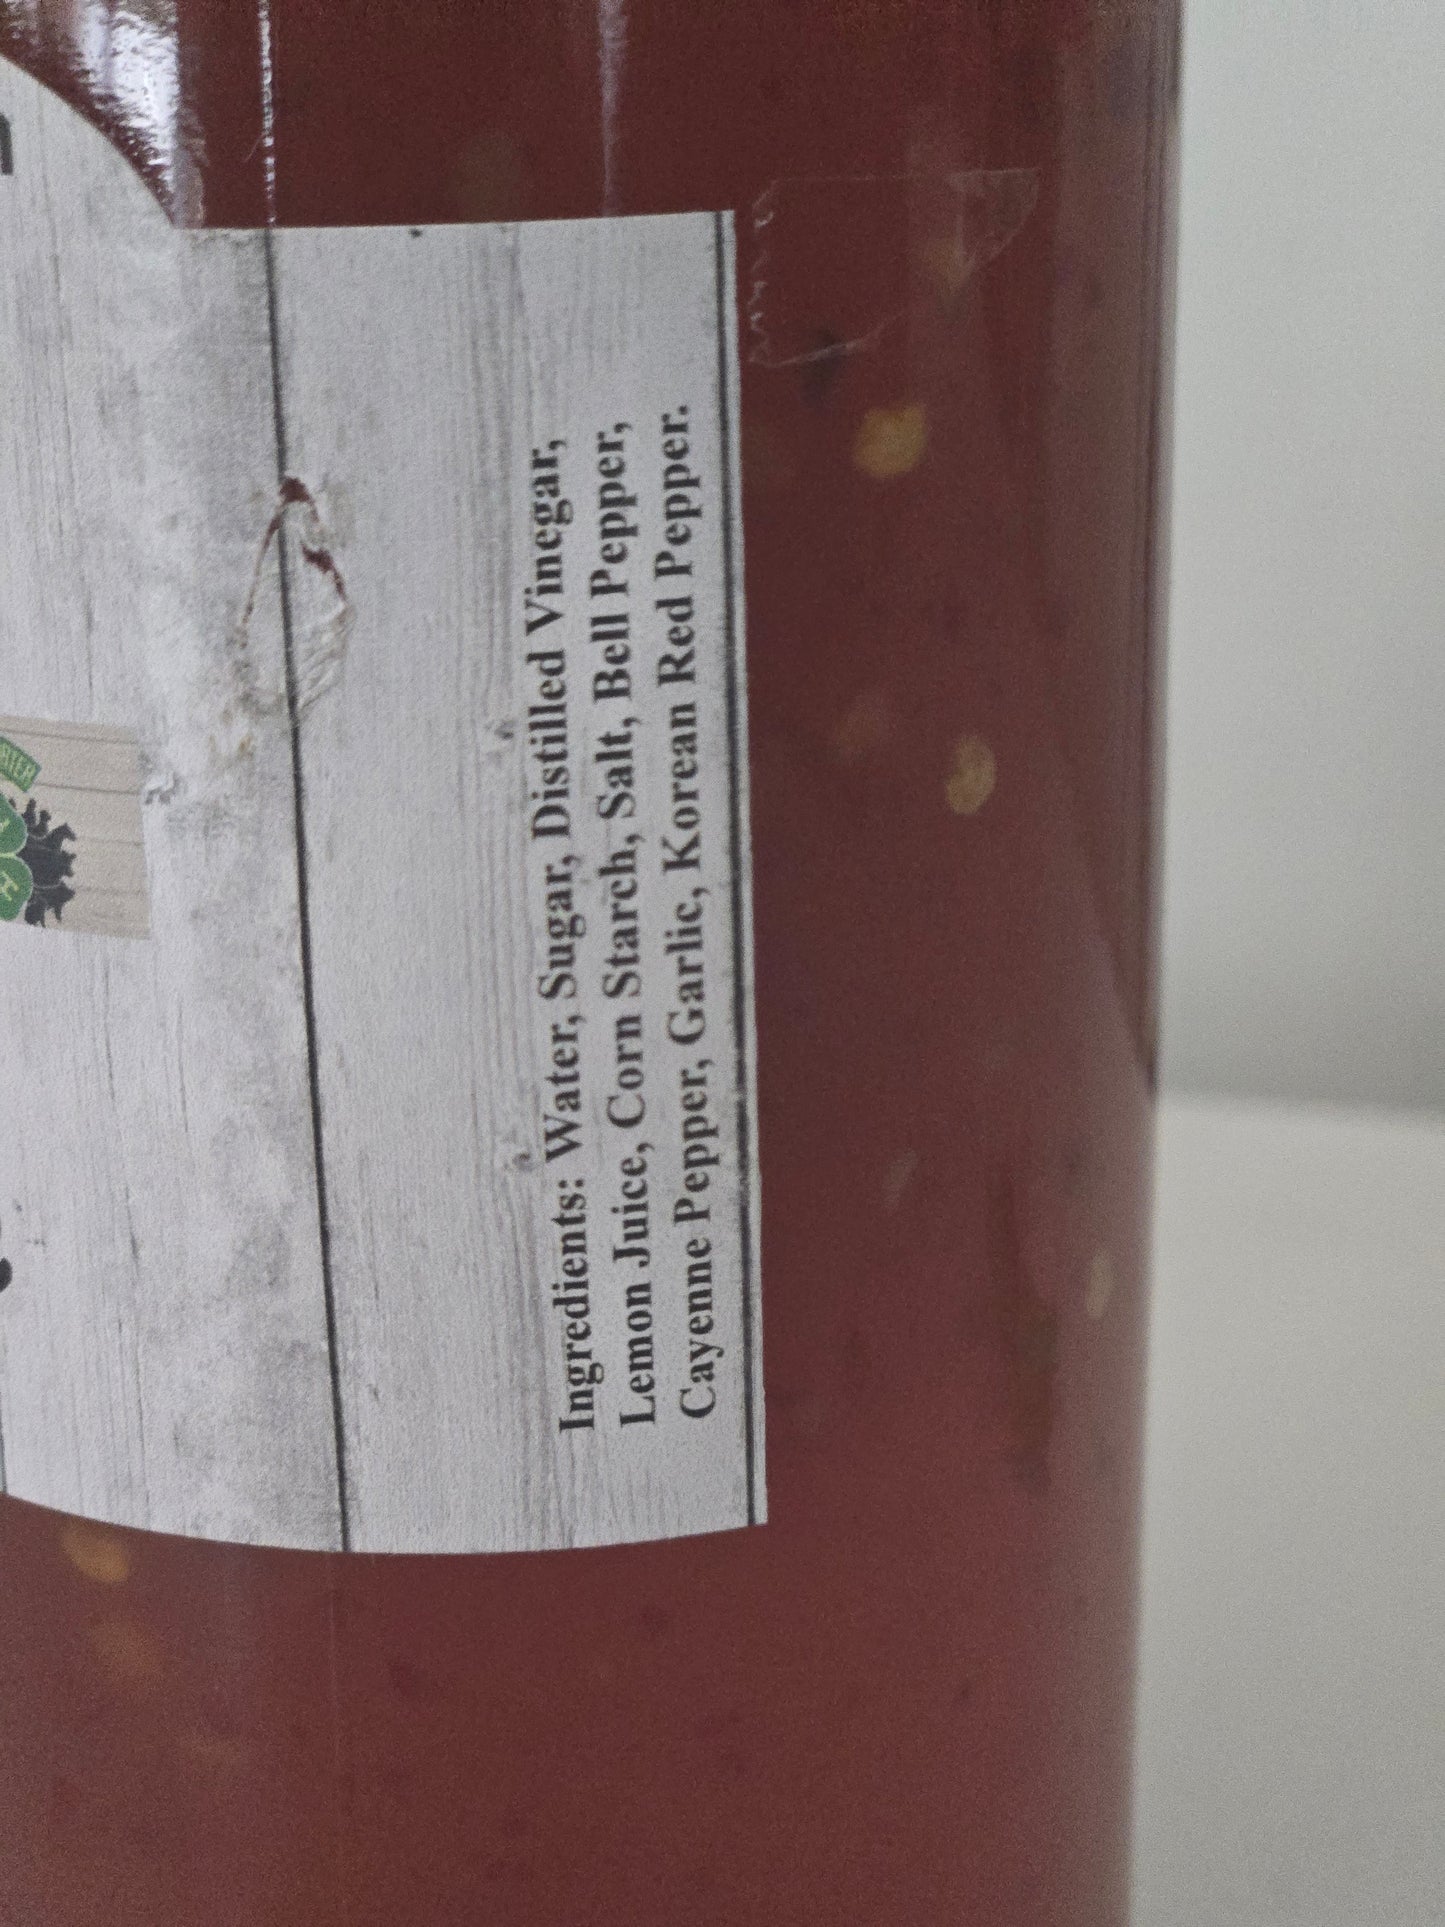 Ingredients: Water, Sugar, Distilled Vinegar,
Lemon Juice, Corn Starch, Salt, Bell Pepper,
Cayenne Pepper, Garlic, Korean Red Pepper.